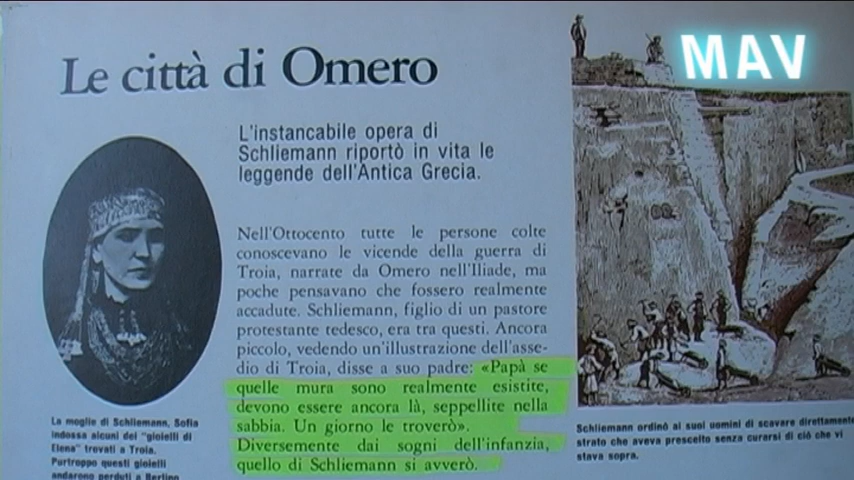 MAV
Le città di Omero
L'instancabile opera di
Schliemann riportò in vita le
leggende dell'Antica Grecia.
Nell'Ottocento tutte le persone colte
conoscevano le vicende della guerra di
Troia, narrate da Omero nell'Iliade, ma
poche pensavano che fossero realmente
accadute. Schliemann, figlio di un pastore
protestante tedesco, era tra questi. Ancora
piccolo, vedendo un'illustrazione dell'asse-
dio di Troia, disse a suo padre: «Papà se
quelle mura sono realmente esistite,
devono essere ancora là, seppellite nella
sabbia. Un giorno le troverò».
Diversemente dai sogni dell'infanzia,
quello di Schliemann si avverò.
La moglie di Schliemann, Sofia
indossa alcuni dei "gioielli di
Elena" trovati a Troia.
Purtroppo questi gioielli
andarono perduti a Berlino
Schliemann ordinò ai suoi uomini di scavare direttamente
strato che aveva prescelto senza curarsi di ciò che vi
stava sopra.